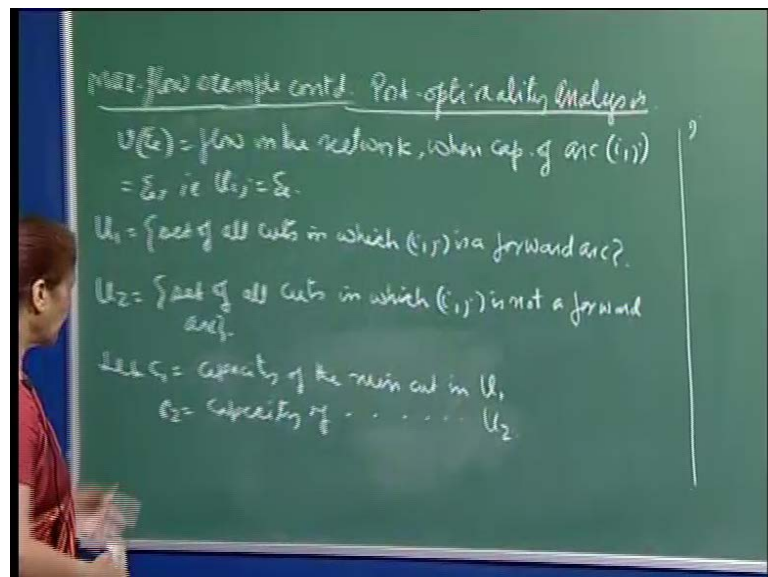 Max-flow example contd. Post-optimality Analysis
v(ξ) = flow in the network, when cap. of arc (i,j)
= ξ, ie Uij = ξ.
U1 = {set of all cuts in which (i,j) is a forward arc}.
U2 = {set of all cuts in which (i,j) is not a forward
arc}.
Let C1 = capacity of the min cut in U1
C2 = capacity of . . . . . . U2.